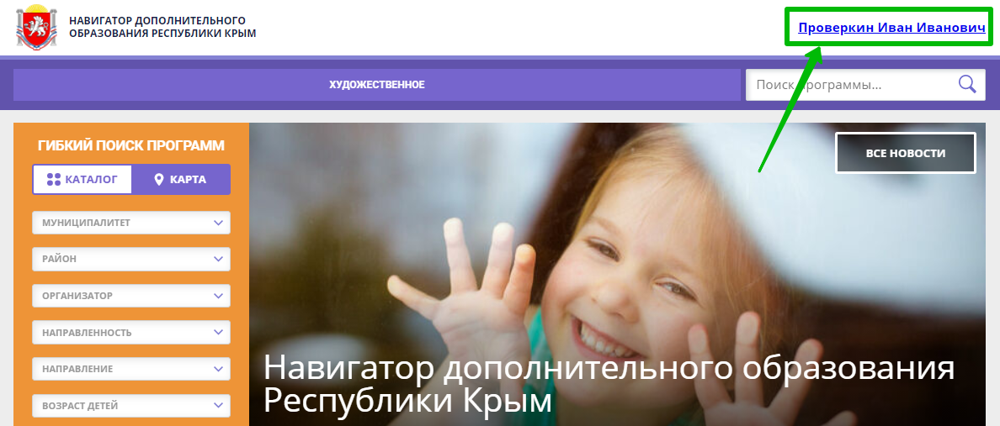 НАВИГАТОР ДОПОЛНИТЕЛЬНОГО
ОБРАЗОВАНИЯ РЕСПУБЛИКИ КРЫМ
Проверкин Иван Иванович
ХУДОЖЕСТВЕННОЕ
Поиск программы...
ГИБКИЙ ПОИСК ПРОГРАММ
КАТАЛОГ
КАРТА
МУНИЦИПАЛИТЕТ
РАЙОН
ОРГАНИЗАТОР
НАПРАВЛЕННОСТЬ
НАПРАВЛЕНИЕ
ВОЗРАСТ ДЕТЕЙ
ВСЕ НОВОСТИ
Навигатор дополнительного образования
Республики Крым